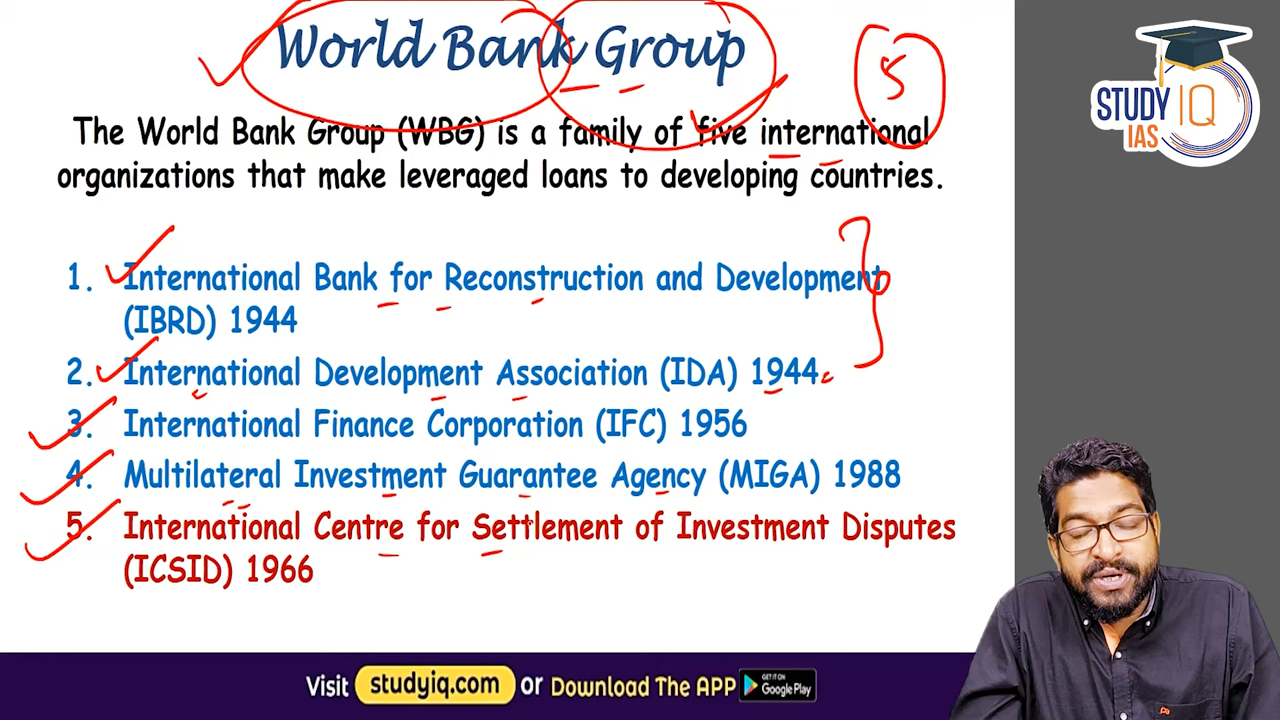 World Bank Group
5
STUDY IQ
IAS
The World Bank Group (WBG) is a family of five international
organizations that make leveraged loans to developing countries.
1. International Bank for Reconstruction and Development
(IBRD) 1944
2. International Development Association (IDA) 1944
3. International Finance Corporation (IFC) 1956
4. Multilateral Investment Guarantee Agency (MIGA) 1988
5. International Centre for Settlement of Investment Disputes
(ICSID) 1966
Visit studyiq.com or Download The APP GET IT ON Google Play